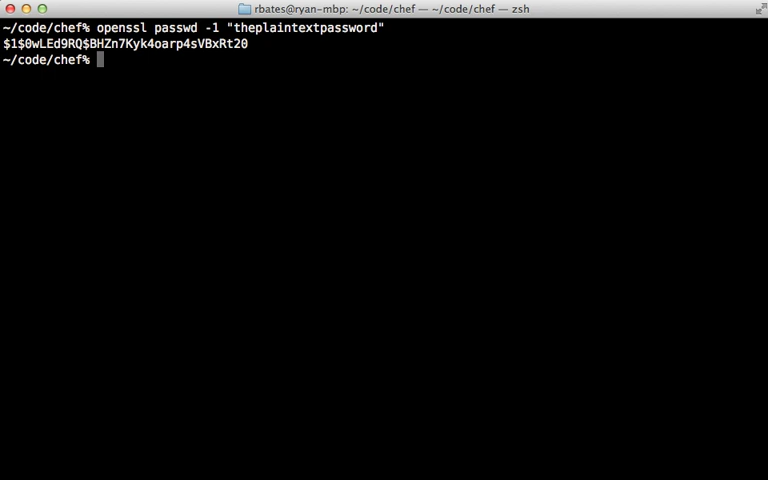 rbates@ryan-mbp: ~/code/chef — ~/code/chef — zsh
~/code/chef% openssl passwd -1 "theplaintextpassword"
$1$0wLEd9RQ$BHZn7Kyk4oarp4sVBxRt20
~/code/chef%